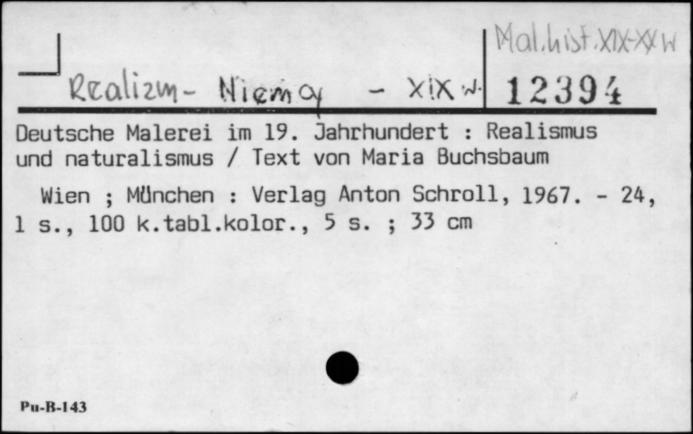 Mal.hist.XIX-XX w
Realizm - Niemcy - XIX w.
12394
Deutsche Malerei im 19. Jahrhundert : Realismus
und naturalismus / Text von Maria Buchsbaum
Wien ; München : Verlag Anton Schroll, 1967. - 24,
1 s., 100 k.tabl.kolor., 5 s. ; 33 cm
Pu-B-143